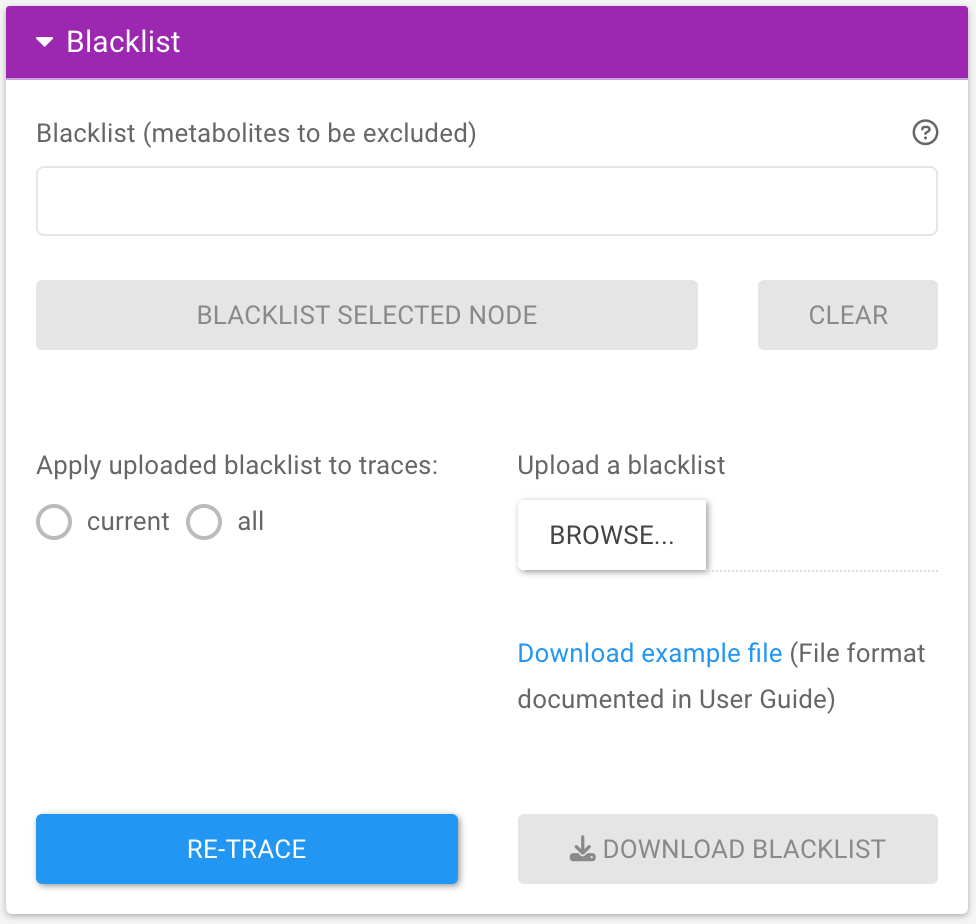 Blacklist
Blacklist (metabolites to be excluded)
BLACKLIST SELECTED NODE
CLEAR
Apply uploaded blacklist to traces:
current
all
Upload a blacklist
BROWSE...
Download example file (File format
documented in User Guide)
RE-TRACE
DOWNLOAD BLACKLIST